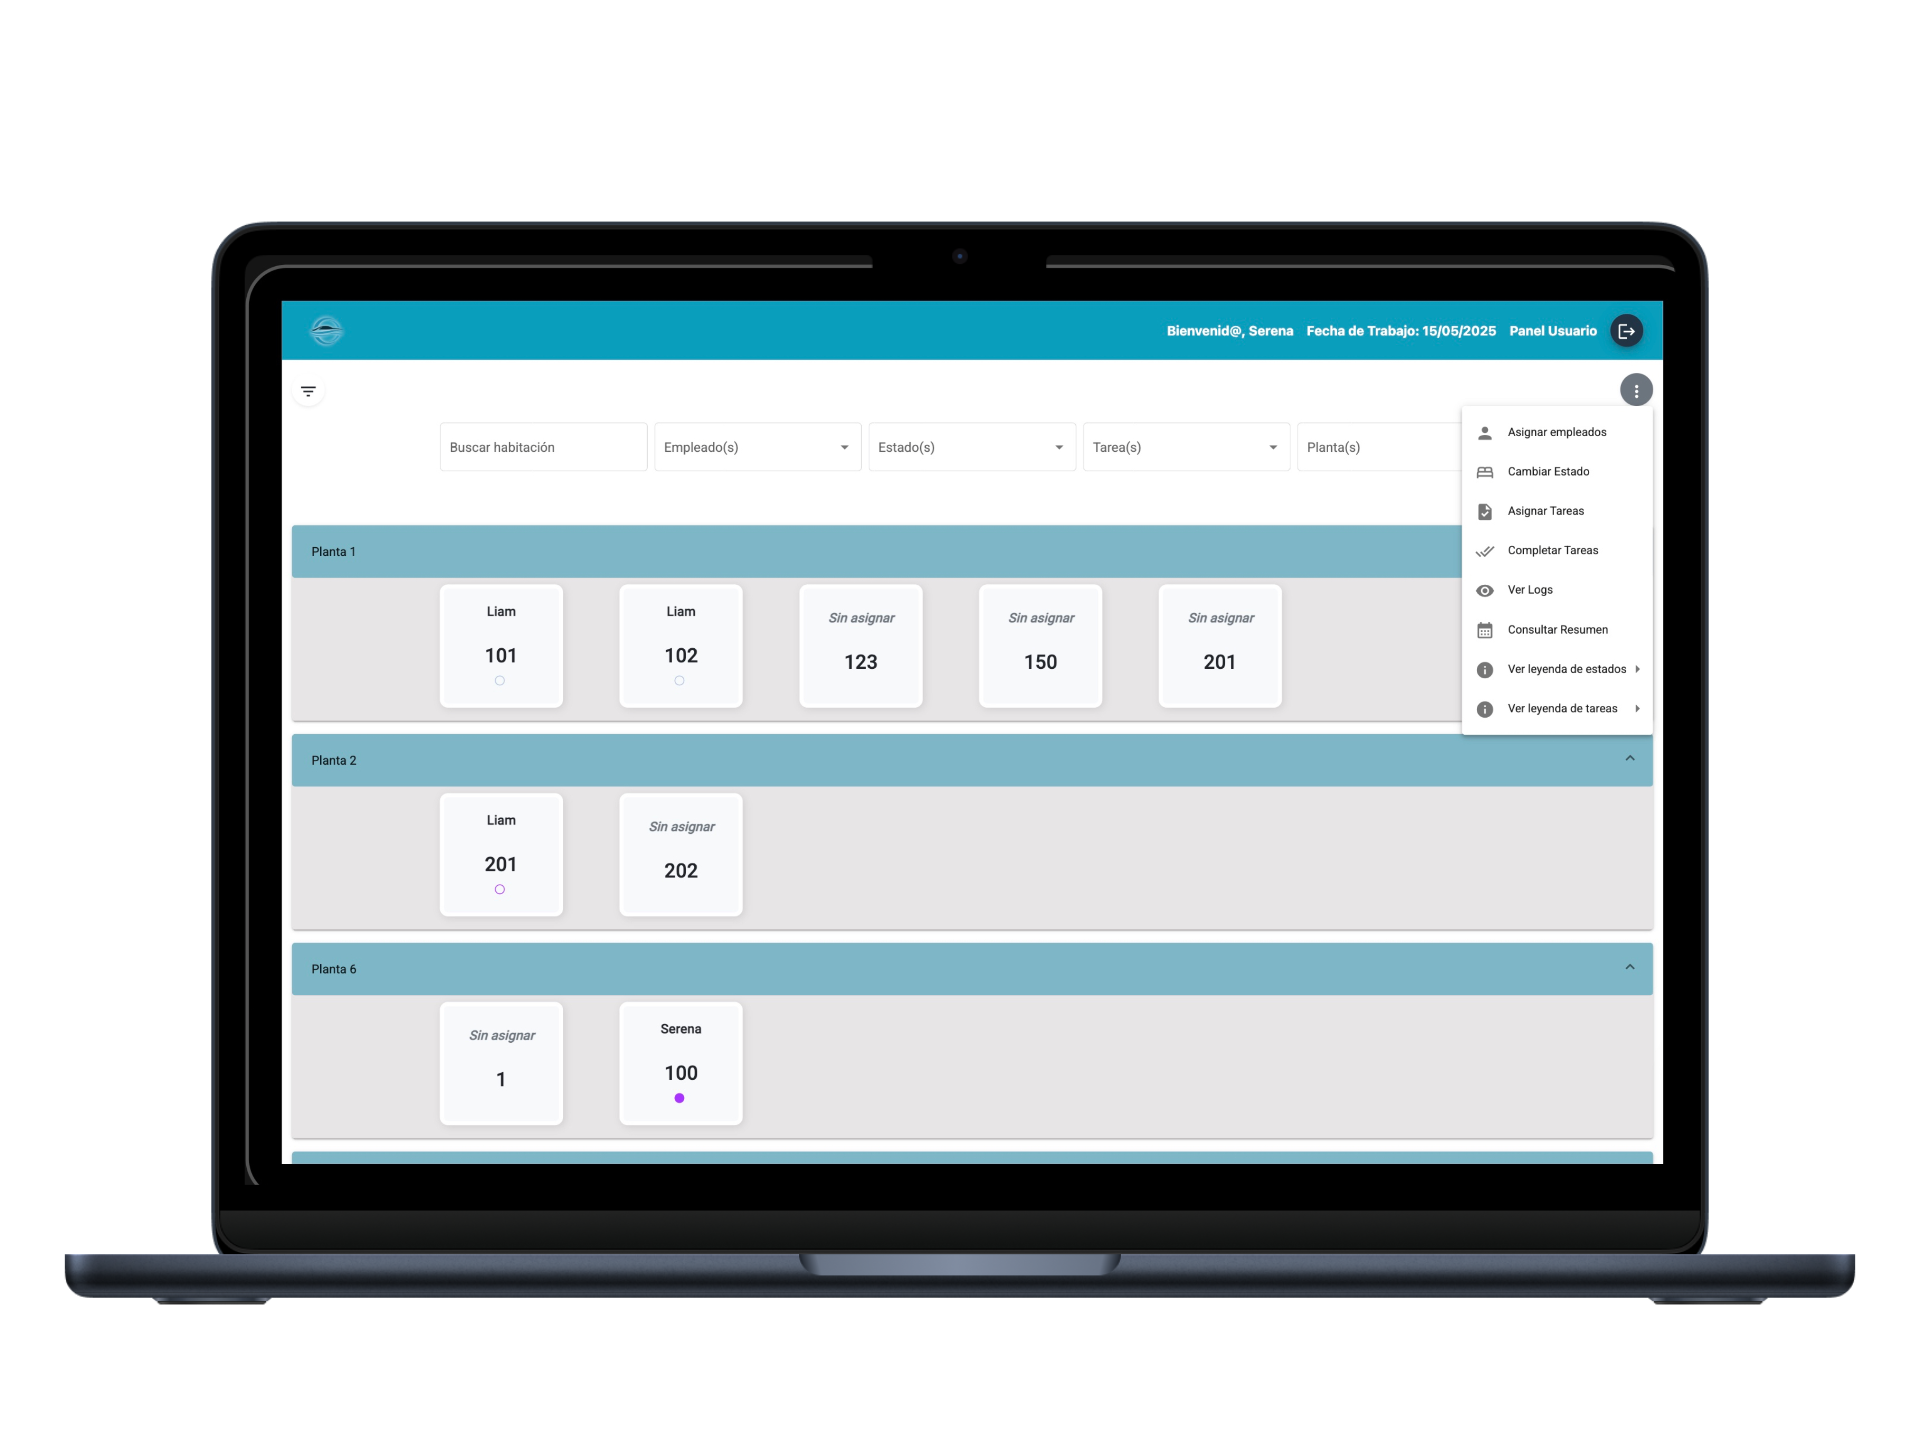 Bienvenid@, Serena Fecha de Trabajo: 15/05/2025 Panel Usuario
Buscar habitación
Empleado(s)
Estado(s)
Tarea(s)
Planta(s)
Asignar empleados
Cambiar Estado
Asignar Tareas
Completar Tareas
Ver Logs
Consultar Resumen
Ver leyenda de estados
Ver leyenda de tareas
Planta 1
Liam
101
Liam
102
Sin asignar
123
Sin asignar
150
Sin asignar
201
Planta 2
Liam
201
Sin asignar
202
Planta 6
Sin asignar
1
Serena
100